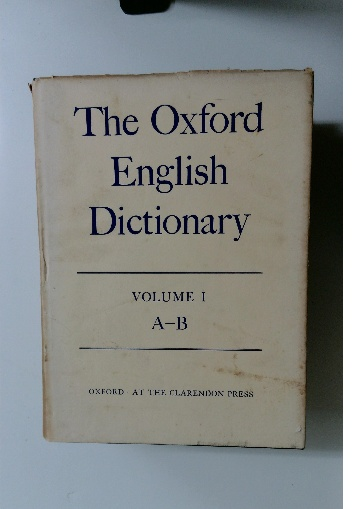 The Oxford
English
Dictionary
VOLUME I
A–B
OXFORD AT THE CLARENDON PRESS